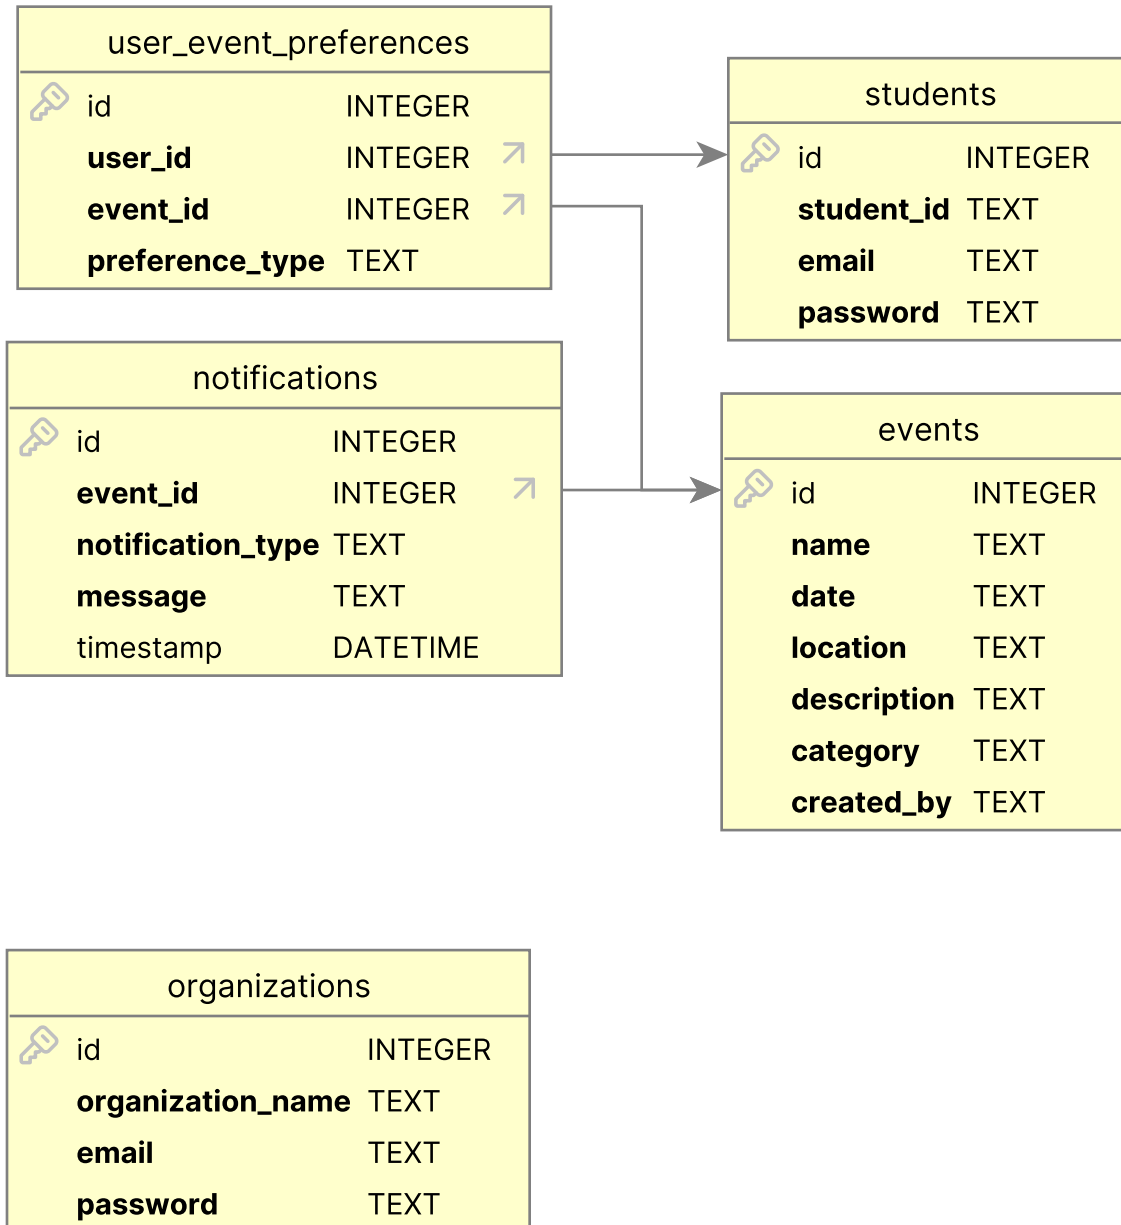 user_event_preferences
id INTEGER
user_id INTEGER
event_id INTEGER
preference_type TEXT
students
id INTEGER
student_id TEXT
email TEXT
password TEXT
notifications
id INTEGER
event_id INTEGER
notification_type TEXT
message TEXT
timestamp DATETIME
events
id INTEGER
name TEXT
date TEXT
location TEXT
description TEXT
category TEXT
created_by TEXT
organizations
id INTEGER
organization_name TEXT
email TEXT
password TEXT